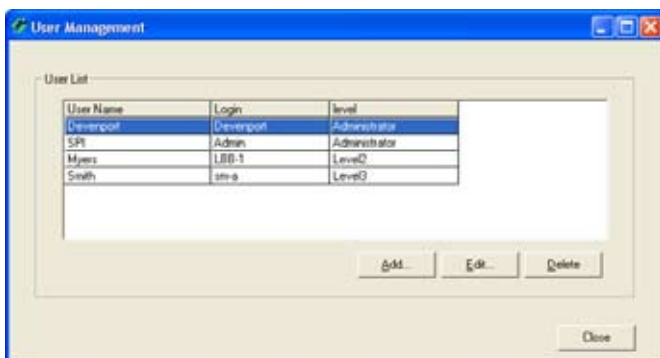 User Management
User List
User Name Login level
Devenport Devenport Administrator
SPI Admin Administrator
Myers LBB-1 Level2
Smith sm-a Level3
Add... Edit... Delete
Close